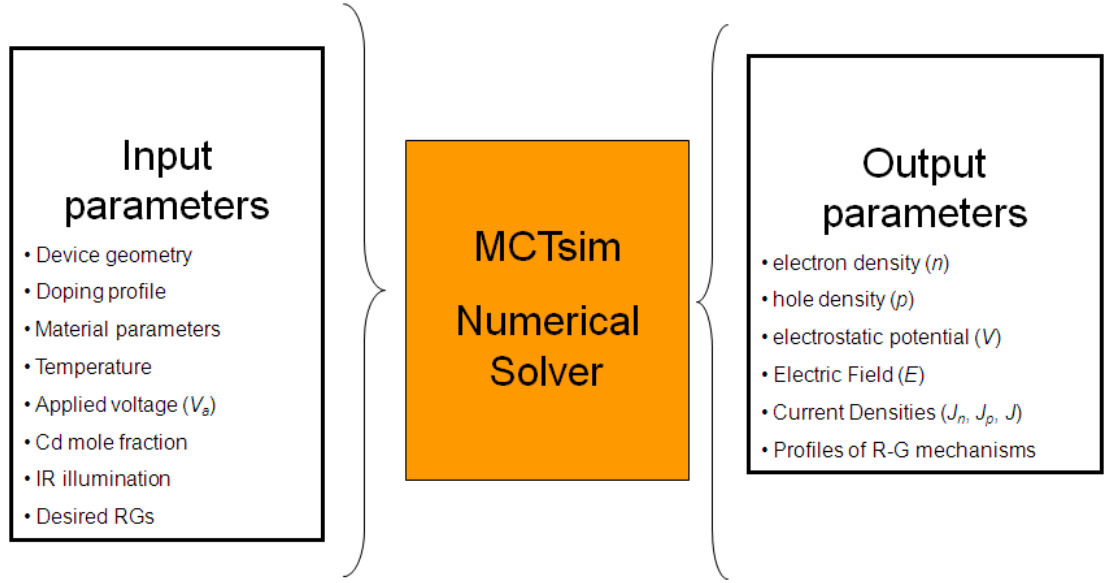 Input
parameters
• Device geometry
• Doping profile
• Material parameters
• Temperature
• Applied voltage (Va)
• Cd mole fraction
• IR illumination
• Desired RGs
MCTsim
Numerical
Solver
Output
parameters
• electron density (n)
• hole density (p)
• electrostatic potential (V)
• Electric Field (E)
• Current Densities (Jn, Jp, J)
• Profiles of R-G mechanisms